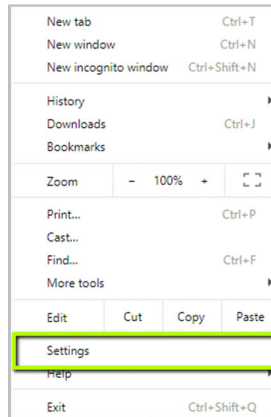 New tab Ctrl+T
New window Ctrl+N
New incognito window Ctrl+Shift+N
History
Downloads Ctrl+J
Bookmarks
Zoom - 100% +
Print... Ctrl+P
Cast...
Find... Ctrl+F
More tools
Edit Cut Copy Paste
Settings
Help
Exit Ctrl+Shift+Q